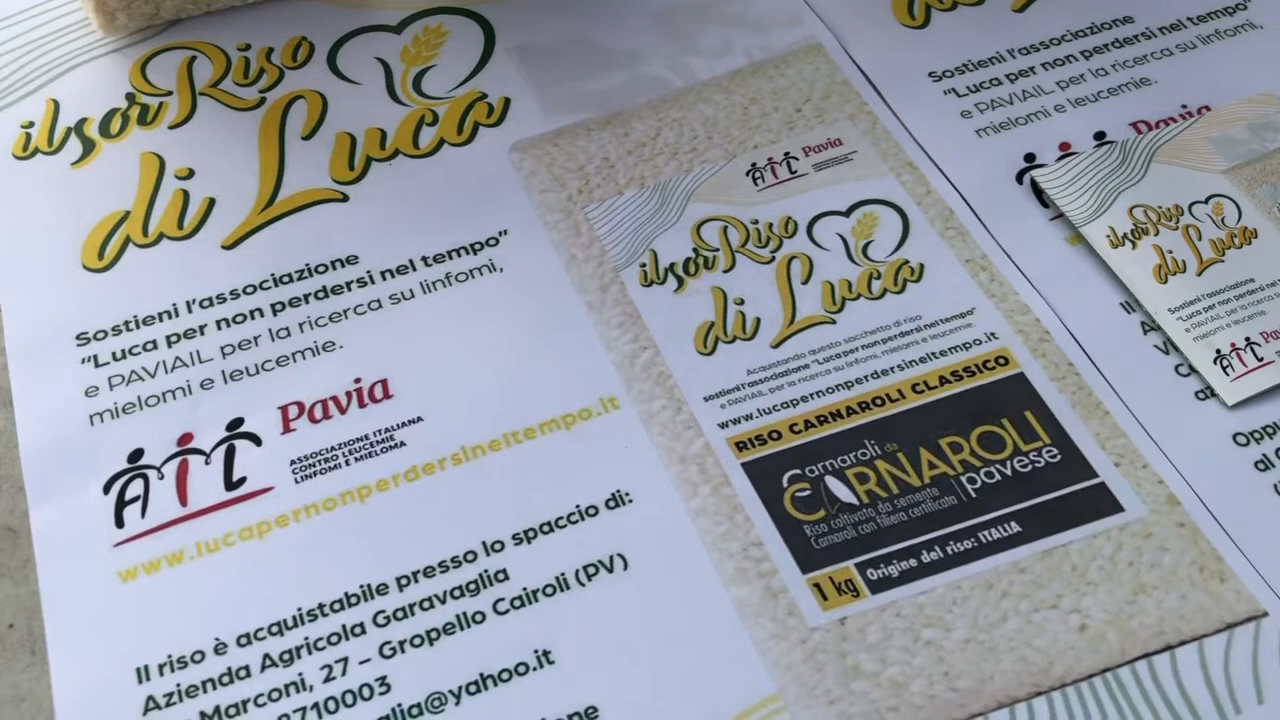 il sorRiso
di Luca
Sostieni l'associazione
"Luca per non perdersi nel tempo"
e PAVIAIL per la ricerca su linfomi,
mielomi e leucemie.
AIL Pavia
ASSOCIAZIONE ITALIANA
CONTRO LEUCEMIE
LINFOMI E MIELOMA
www.lucapernonperdersineltempo.it
Il riso è acquistabile presso lo spaccio di:
Azienda Agricola Garavaglia
Marconi, 27 – Gropello Cairoli (PV)
@yahoo.it
AIL Pavia
il sorRiso
di Luca
Acquistando questo sacchetto di riso
sostieni l'associazione "Luca per non perdersi nel tempo"
e PAVIAIL per la ricerca su linfomi, mielomi e leucemie.
www.lucapernonperdersineltempo.it
RISO CARNAROLI CLASSICO
Carnaroli da
CARNAROLI
pavese
Riso coltivato da semente
Carnaroli con filiera certificata
1 kg Origine del riso: ITALIA
Sostieni l'associazione
"Luca per non perdersi nel tempo"
e PAVIAIL per la ricerca su linfomi,
mielomi e leucemie.
Pavia
il sorRiso
di Luca
Sostieni l'associazione
"Luca per non perdersi nel
e PAVIAIL per la ricerca
mielomi e leucemie.
AIL